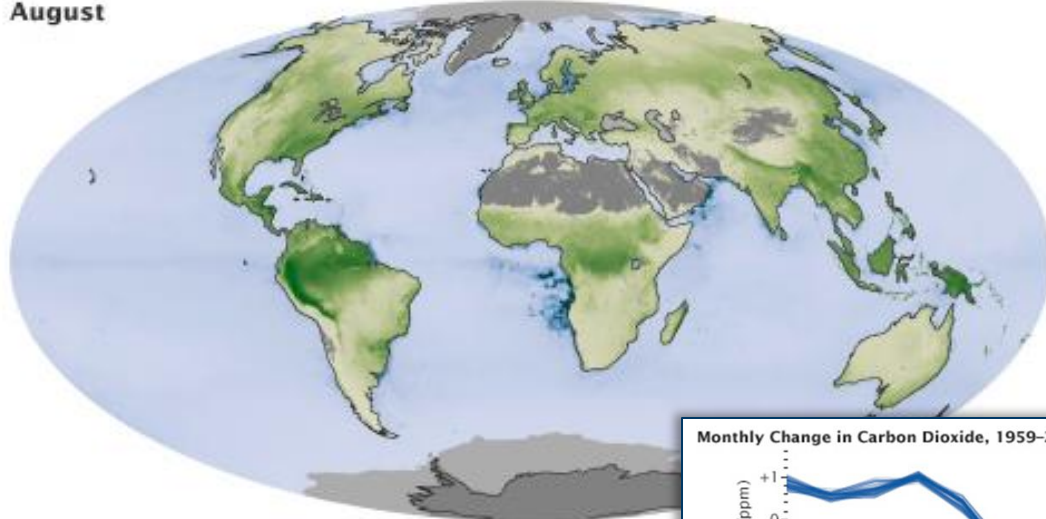 August
Monthly Change in Carbon Dioxide, 1959–
+1
(ppm)
0